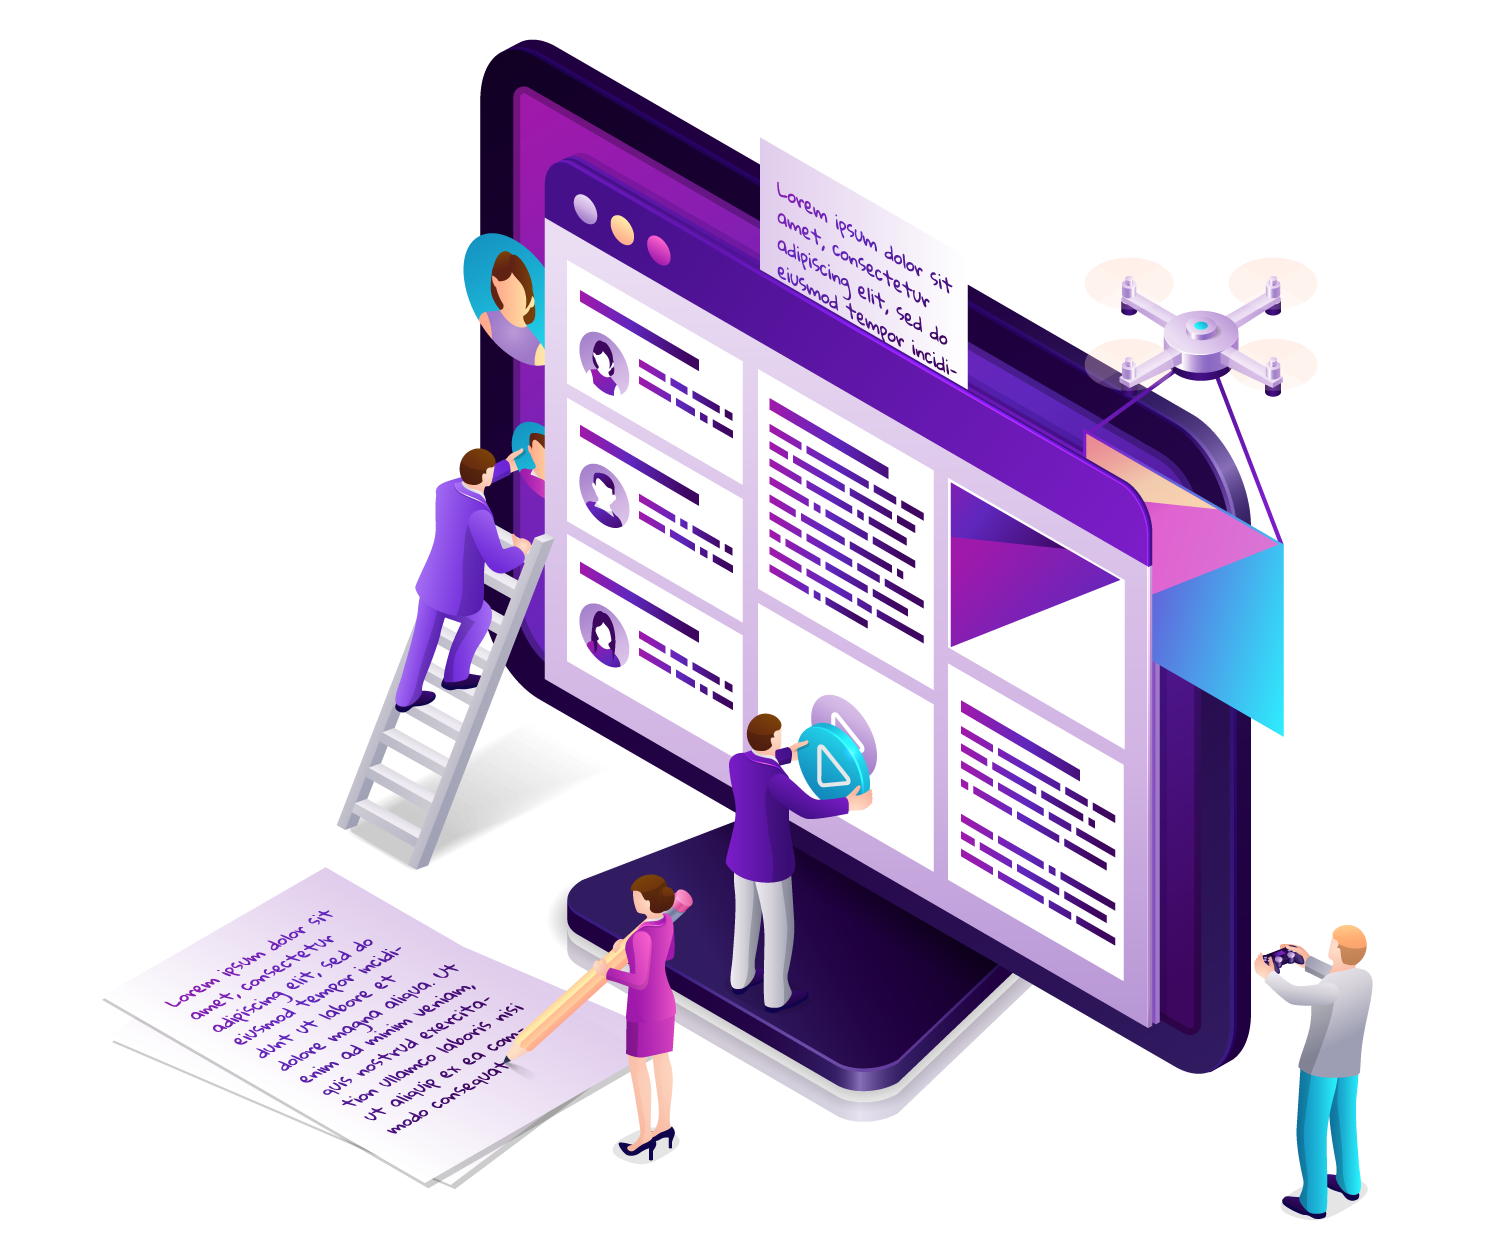 Lorem ipsum dolor sit
amet, consectetur
adipiscing elit, sed do
eiusmod tempor incidi-
Lorem ipsum dolor sit
amet, consectetur
adipiscing elit, sed do
eiusmod tempor incidi-
dunt ut labore et
dolore magna aliqua. Ut
enim ad minim veniam,
quis nostrud exercita-
tion ullamco laboris nisi
ut aliquip ex ea com-
modo consequat